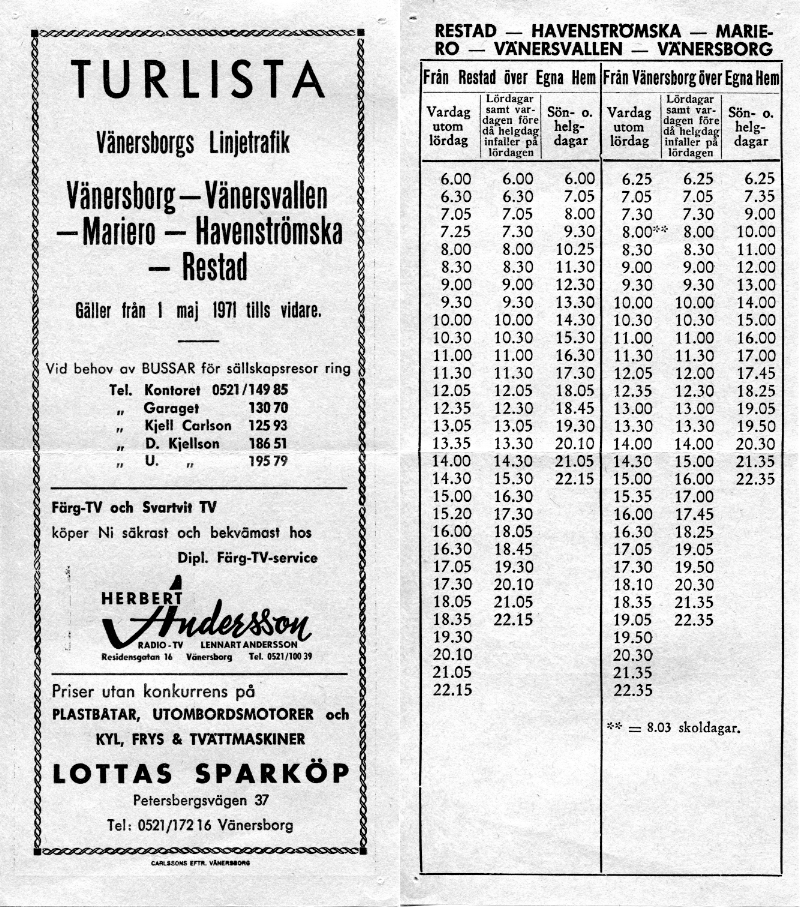 TURLISTA
Vänersborgs Linjetrafik
Vänersborg — Vänersvallen
— Mariero — Havenströmska
— Restad
Gäller från 1 maj 1971 tills vidare.
Vid behov av BUSSAR för sällskapsresor ring
Tel. Kontoret 0521/149 85
„ Garaget 130 70
„ Kjell Carlson 125 93
„ D. Kjellson 186 51
„ U. „ 195 79
Färg-TV och Svartvit TV
köper Ni säkrast och bekvämast hos
Dipl. Färg-TV-service
HERBERT
Andersson
RADIO-TV LENNART ANDERSSON
Residensgatan 16 Vänersborg Tel. 0521/100 39
Priser utan konkurrens på
PLASTBÅTAR, UTOMBORDSMOTORER och
KYL, FRYS & TVÄTTMASKINER
LOTTAS SPARKÖP
Petersbergsvägen 37
Tel: 0521/172 16 Vänersborg
CARLSSONS EFTR. VÄNERSBORG
RESTAD — HAVENSTRÖMSKA — MARIE-
RO — VÄNERSVALLEN — VÄNERSBORG
Från Restad över Egna Hem Från Vänersborg över Egna Hem
Vardag utom lördag
Lördagar samt vardagen före då helgdag infaller på lördagen
Sön- o. helg-dagar
Vardag utom lördag
Lördagar samt var-dagen före då helgdag infaller på lördagen
Sön- o. helg-dagar
6.00 6.00 6.00 6.25 6.25 6.25
6.30 6.30 7.05 7.05 7.05 7.35
7.05 7.05 8.00 7.30 7.30 9.00
7.25 7.30 9.30 8.00** 8.00 10.00
8.00 8.00 10.25 8.30 8.30 11.00
8.30 8.30 11.30 9.00 9.00 12.00
9.00 9.00 12.30 9.30 9.30 13.00
9.30 9.30 13.30 10.00 10.00 14.00
10.00 10.00 14.30 10.30 10.30 15.00
10.30 10.30 15.30 11.00 11.00 16.00
11.00 11.00 16.30 11.30 11.30 17.00
11.30 11.30 17.30 12.05 12.00 17.45
12.05 12.05 18.05 12.35 12.30 18.25
12.35 12.30 18.45 13.00 13.00 19.05
13.05 13.05 19.30 13.30 13.30 19.50
13.35 13.30 20.10 14.00 14.00 20.30
14.00 14.30 21.05 14.30 15.00 21.35
14.30 15.30 22.15 15.00 16.00 22.35
15.00 16.30 15.35 17.00
15.20 17.30 16.00 17.45
16.00 18.05 16.30 18.25
16.30 18.45 17.05 19.05
17.05 19.30 17.30 19.50
17.30 20.10 18.10 20.30
18.05 21.05 18.35 21.35
18.35 22.15 19.05 22.35
19.30 19.50
20.10 20.30
21.05 21.35
22.15 22.35
** = 8.03 skoldagar.